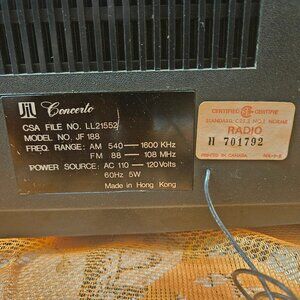 Concerto
CSA FILE NO. LL21552
MODEL NO. JF 188
FREQ. RANGE: AM 540 — 1600 KHz
FM 88 — 108 MHz
POWER SOURCE: AC 110 — 120 Volts
60Hz 5W
Made in Hong Kong
CERTIFIED CERTIFIE
RADIO
H 701792
PRINTED IN CANADA